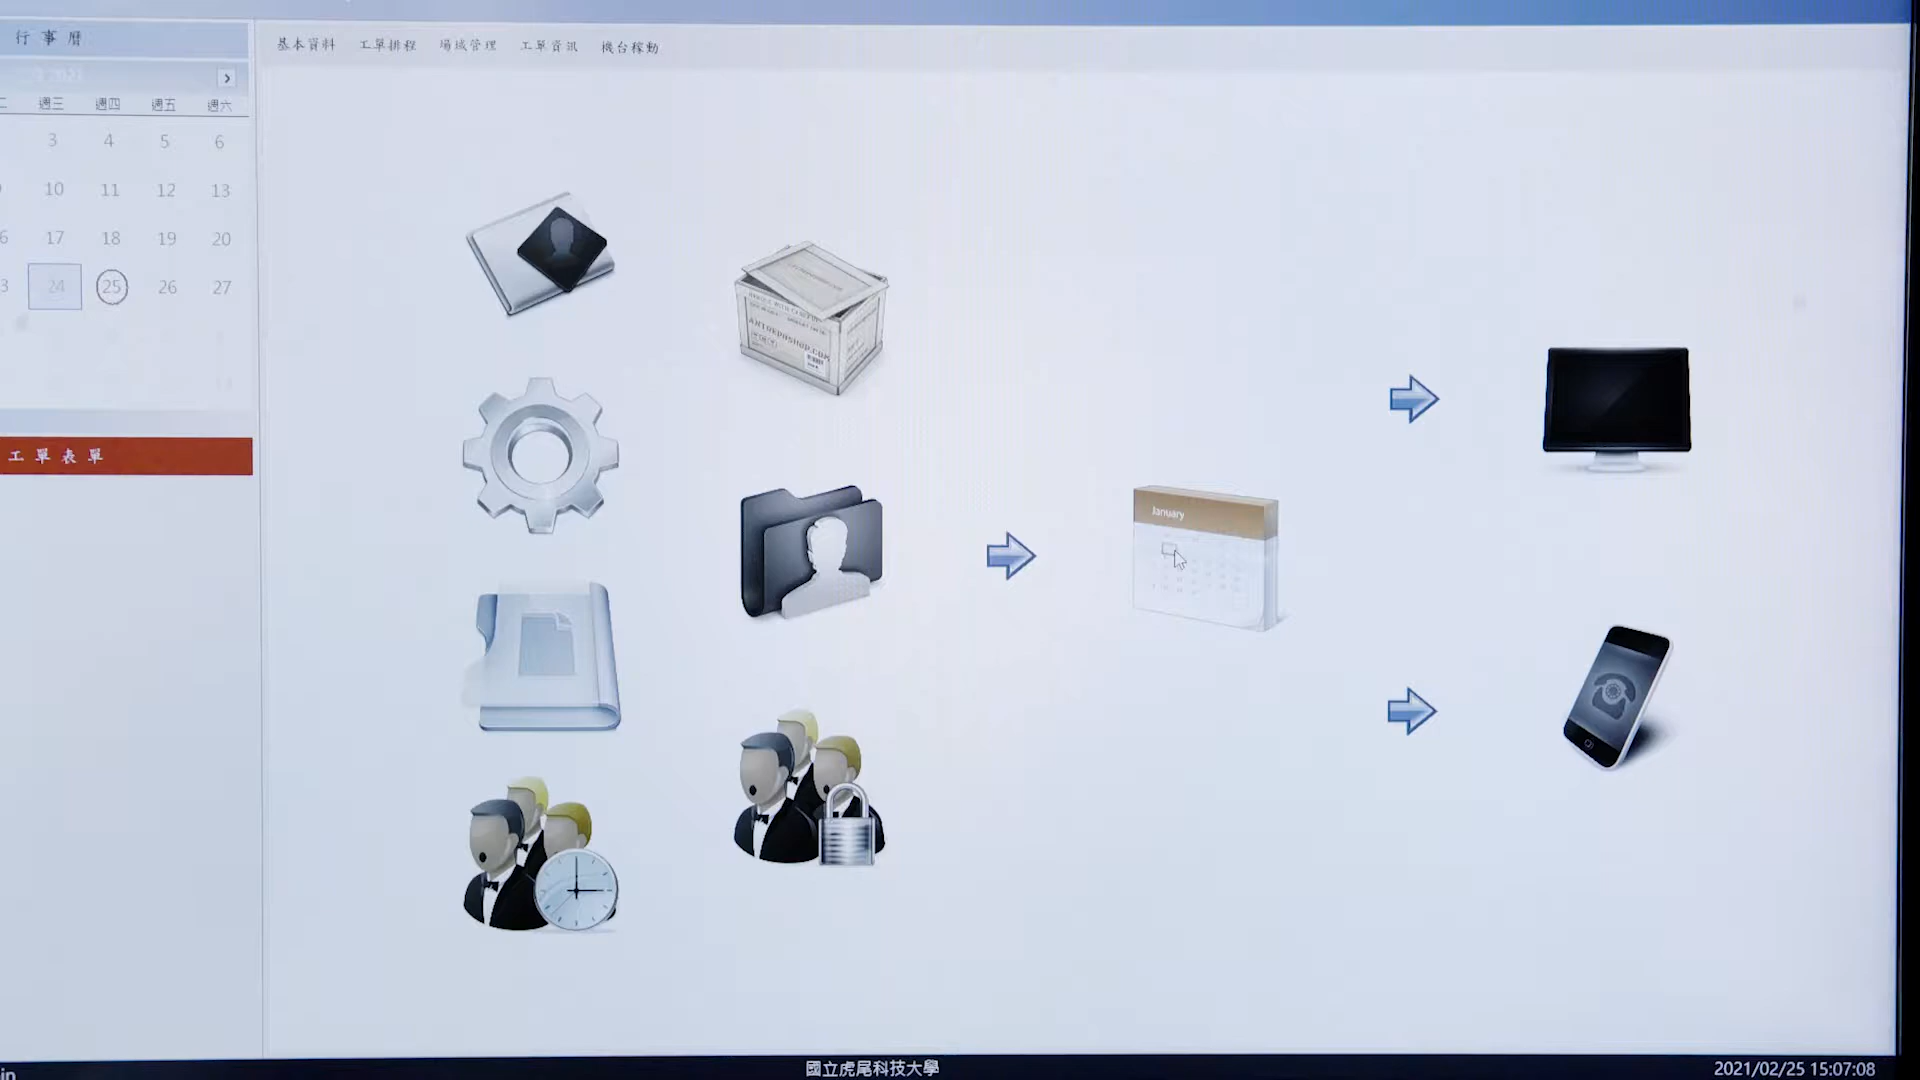 行事曆
2021
週三 週四 週五 週六
3 4 5 6
10 11 12 13
17 18 19 20
24 25 26 27
工單表單
基本資料 工單排程 場域管理 工單資訊 機台稼動
January
國立虎尾科技大學
2021/02/25 15:07:08